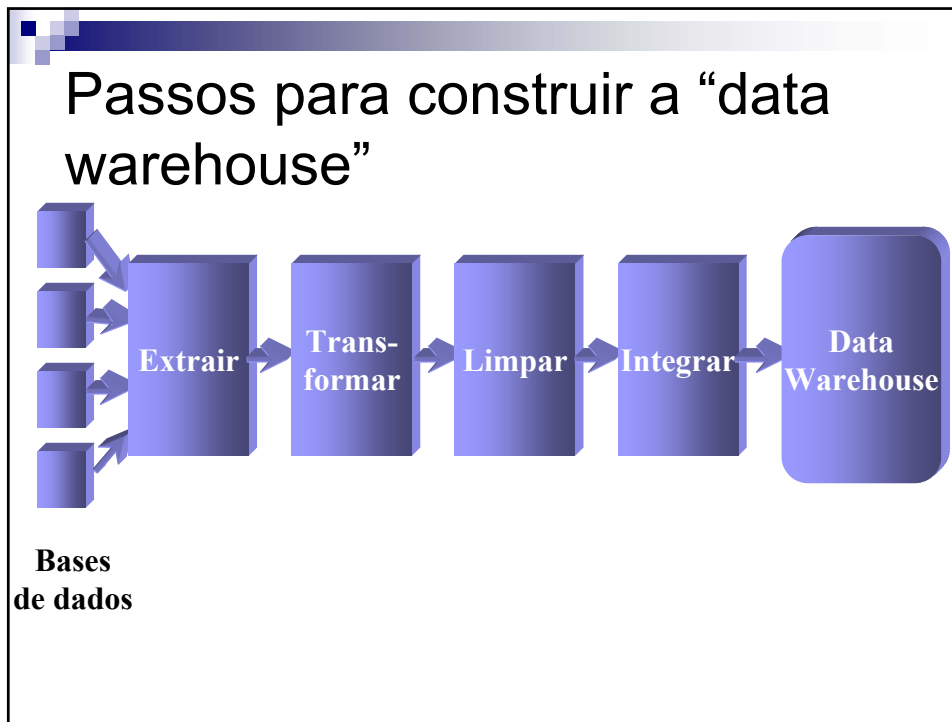 Passos para construir a “data
warehouse”
Extrair
Trans-
formar
Limpar
Integrar
Data
Warehouse
Bases
de dados